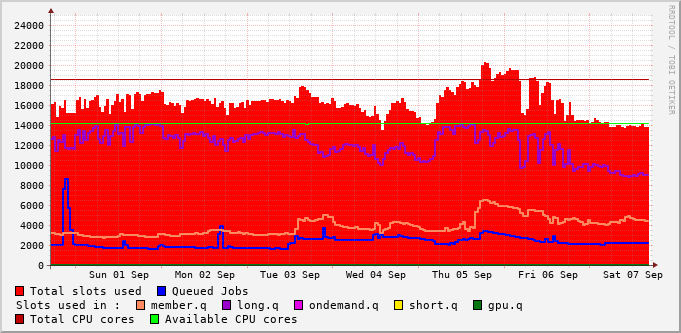 RRDTOOL / TOBI OETIKER
24000
22000
20000
18000
16000
14000
12000
10000
8000
6000
4000
2000
0
Sun 01 Sep Mon 02 Sep Tue 03 Sep Wed 04 Sep Thu 05 Sep Fri 06 Sep Sat 07 Sep
Total slots used Queued Jobs
Slots used in : member.q long.q ondemand.q short.q gpu.q
Total CPU cores Available CPU cores